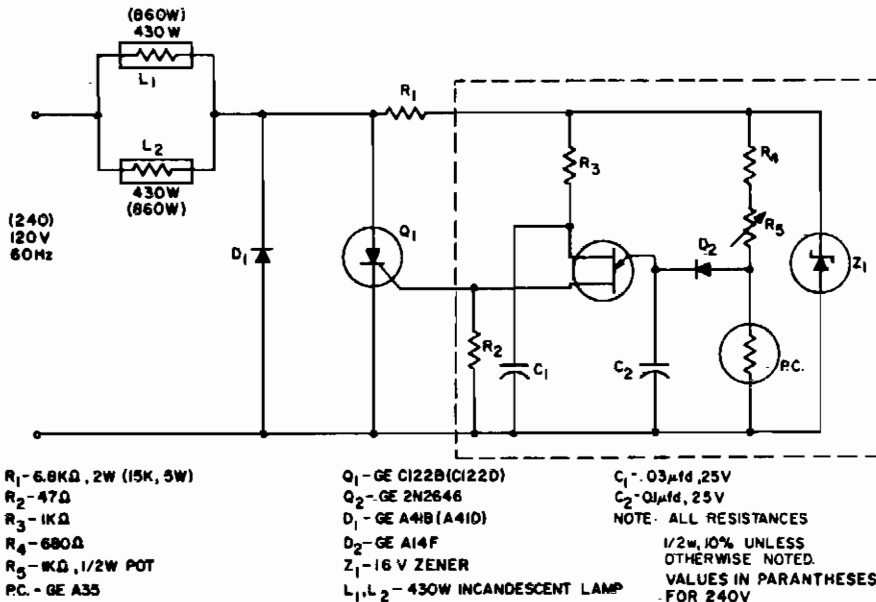 (860W)
430W
L1
L2
430W
(860W)
(240)
120V
60Hz
D1
Q1
R1
R2
R3
C1
C2
D2
R4
R5
P.C.
Z1
R1-6.8KΩ, 2W (15K, 5W)
R2-47Ω
R3-1KΩ
R4-680Ω
R5-1KΩ, 1/2W POT
P.C. - GE A35
Q1-GE C122B(C122D)
Q2-GE 2N2646
D1-GE A41B(A41D)
D2-GE A14F
Z1-16 V ZENER
L1, L2-430W INCANDESCENT LAMP
C1-.03µfd, 25V
C2-0.1µfd, 25V
NOTE- ALL RESISTANCES
1/2w, 10% UNLESS
OTHERWISE NOTED.
VALUES IN PARANTHESES
FOR 240V